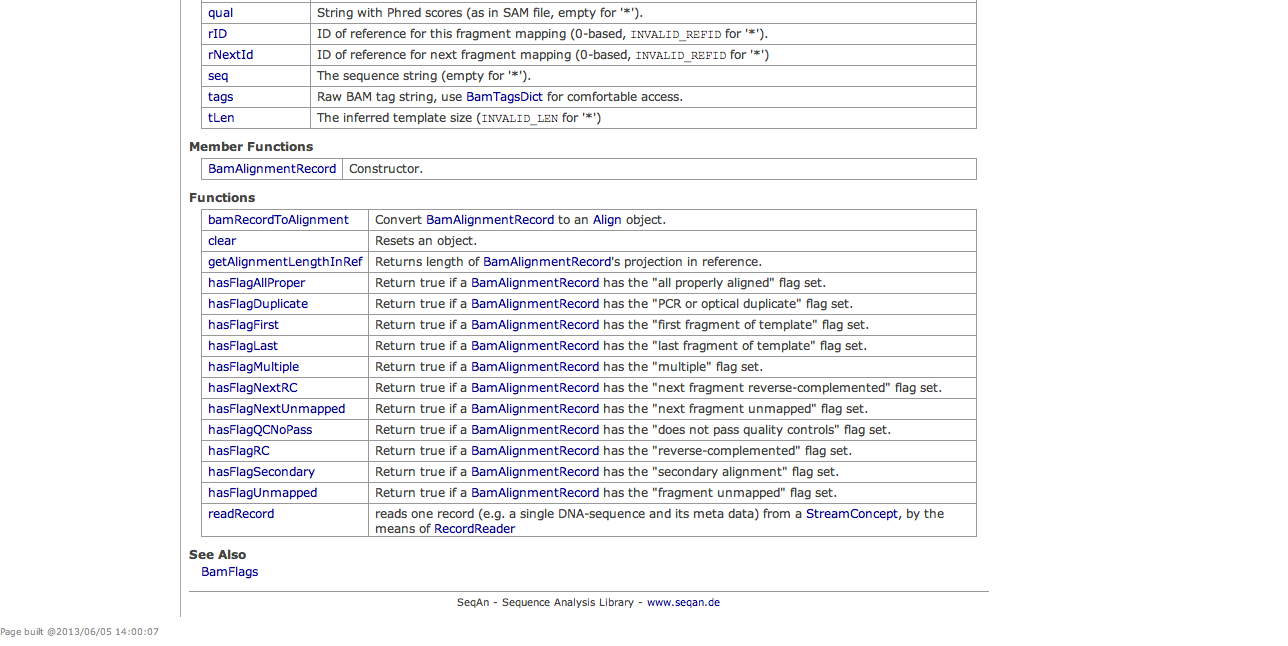 qual String with Phred scores (as in SAM file, empty for '*').
rID ID of reference for this fragment mapping (0-based, INVALID_REFID for '*').
rNextId ID of reference for next fragment mapping (0-based, INVALID_REFID for '*')
seq The sequence string (empty for '*').
tags Raw BAM tag string, use BamTagsDict for comfortable access.
tLen The inferred template size (INVALID_LEN for '*')
Member Functions
BamAlignmentRecord Constructor.
Functions
bamRecordToAlignment Convert BamAlignmentRecord to an Align object.
clear Resets an object.
getAlignmentLengthInRef Returns length of BamAlignmentRecord's projection in reference.
hasFlagAllProper Return true if a BamAlignmentRecord has the "all properly aligned" flag set.
hasFlagDuplicate Return true if a BamAlignmentRecord has the "PCR or optical duplicate" flag set.
hasFlagFirst Return true if a BamAlignmentRecord has the "first fragment of template" flag set.
hasFlagLast Return true if a BamAlignmentRecord has the "last fragment of template" flag set.
hasFlagMultiple Return true if a BamAlignmentRecord has the "multiple" flag set.
hasFlagNextRC Return true if a BamAlignmentRecord has the "next fragment reverse-complemented" flag set.
hasFlagNextUnmapped Return true if a BamAlignmentRecord has the "next fragment unmapped" flag set.
hasFlagQCNoPass Return true if a BamAlignmentRecord has the "does not pass quality controls" flag set.
hasFlagRC Return true if a BamAlignmentRecord has the "reverse-complemented" flag set.
hasFlagSecondary Return true if a BamAlignmentRecord has the "secondary alignment" flag set.
hasFlagUnmapped Return true if a BamAlignmentRecord has the "fragment unmapped" flag set.
readRecord reads one record (e.g. a single DNA-sequence and its meta data) from a StreamConcept, by the
means of RecordReader
See Also
BamFlags
SeqAn - Sequence Analysis Library - www.seqan.de
Page built @2013/06/05 14:00:07